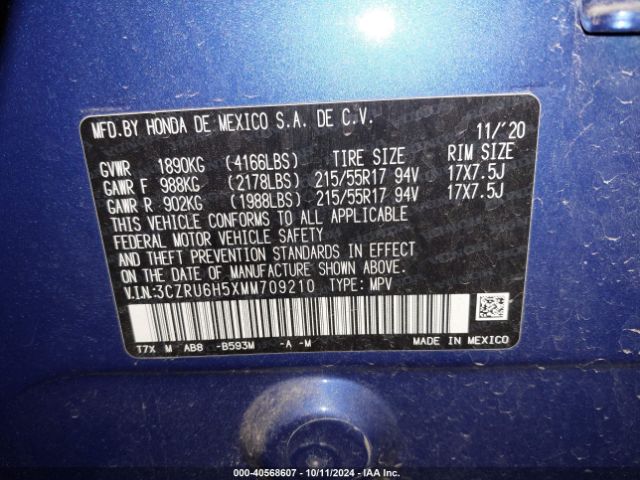 MFD.BY HONDA DE MEXICO S.A. DE C.V. 11/'20
GVWR 1890KG (4166LBS) TIRE SIZE RIM SIZE
GAWR F 988KG (2178LBS) 215/55R17 94V 17X7.5J
GAWR R 902KG (1988LBS) 215/55R17 94V 17X7.5J
THIS VEHICLE CONFORMS TO ALL APPLICABLE
FEDERAL MOTOR VEHICLE SAFETY
AND THEFT PREVENTION STANDARDS IN EFFECT
ON THE DATE OF MANUFACTURE SHOWN ABOVE.
V.I.N.:3CZRU6H5XMM709210 TYPE: MPV
T7X M AB8 -B593M -A -M MADE IN MEXICO
00-40568607 - 10/11/2024 - IAA Inc.